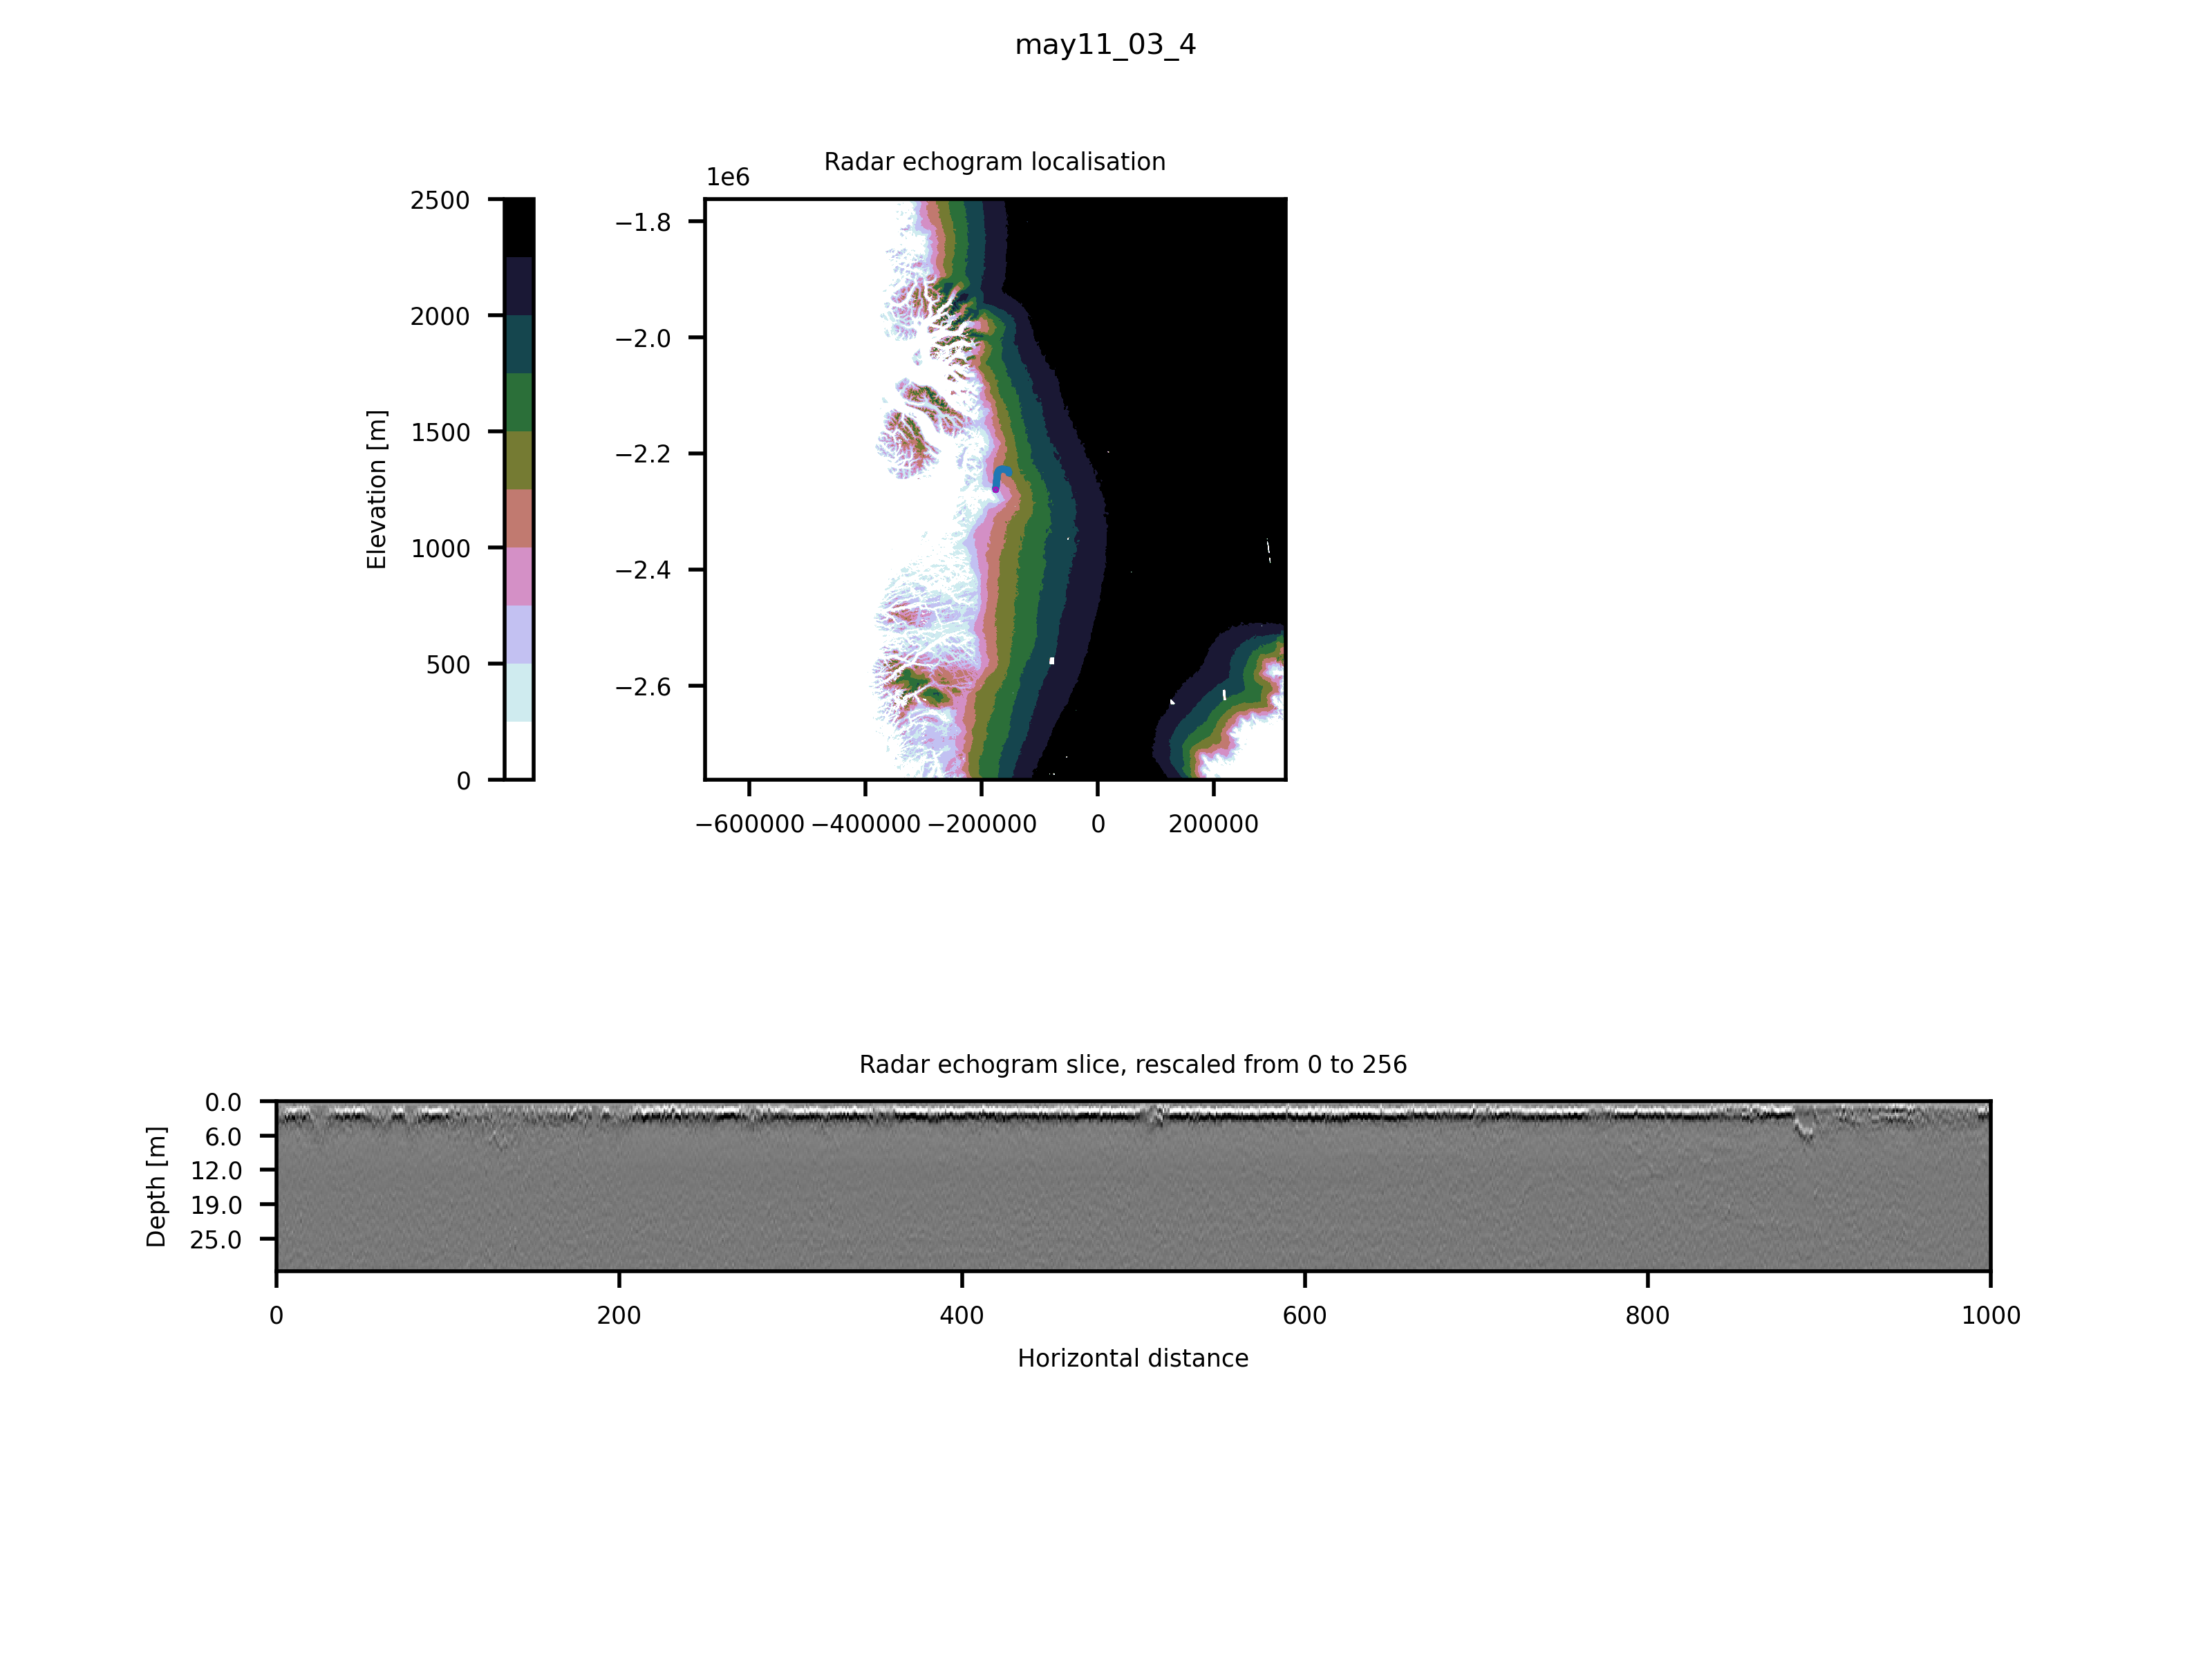 may11_03_4
Radar echogram localisation
1e6
Elevation [m]
2500
2000
1500
1000
500
0
−1.8
−2.0
−2.2
−2.4
−2.6
−600000 −400000 −200000 0 200000
Radar echogram slice, rescaled from 0 to 256
Depth [m]
0.0
6.0
12.0
19.0
25.0
0 200 400 600 800 1000
Horizontal distance